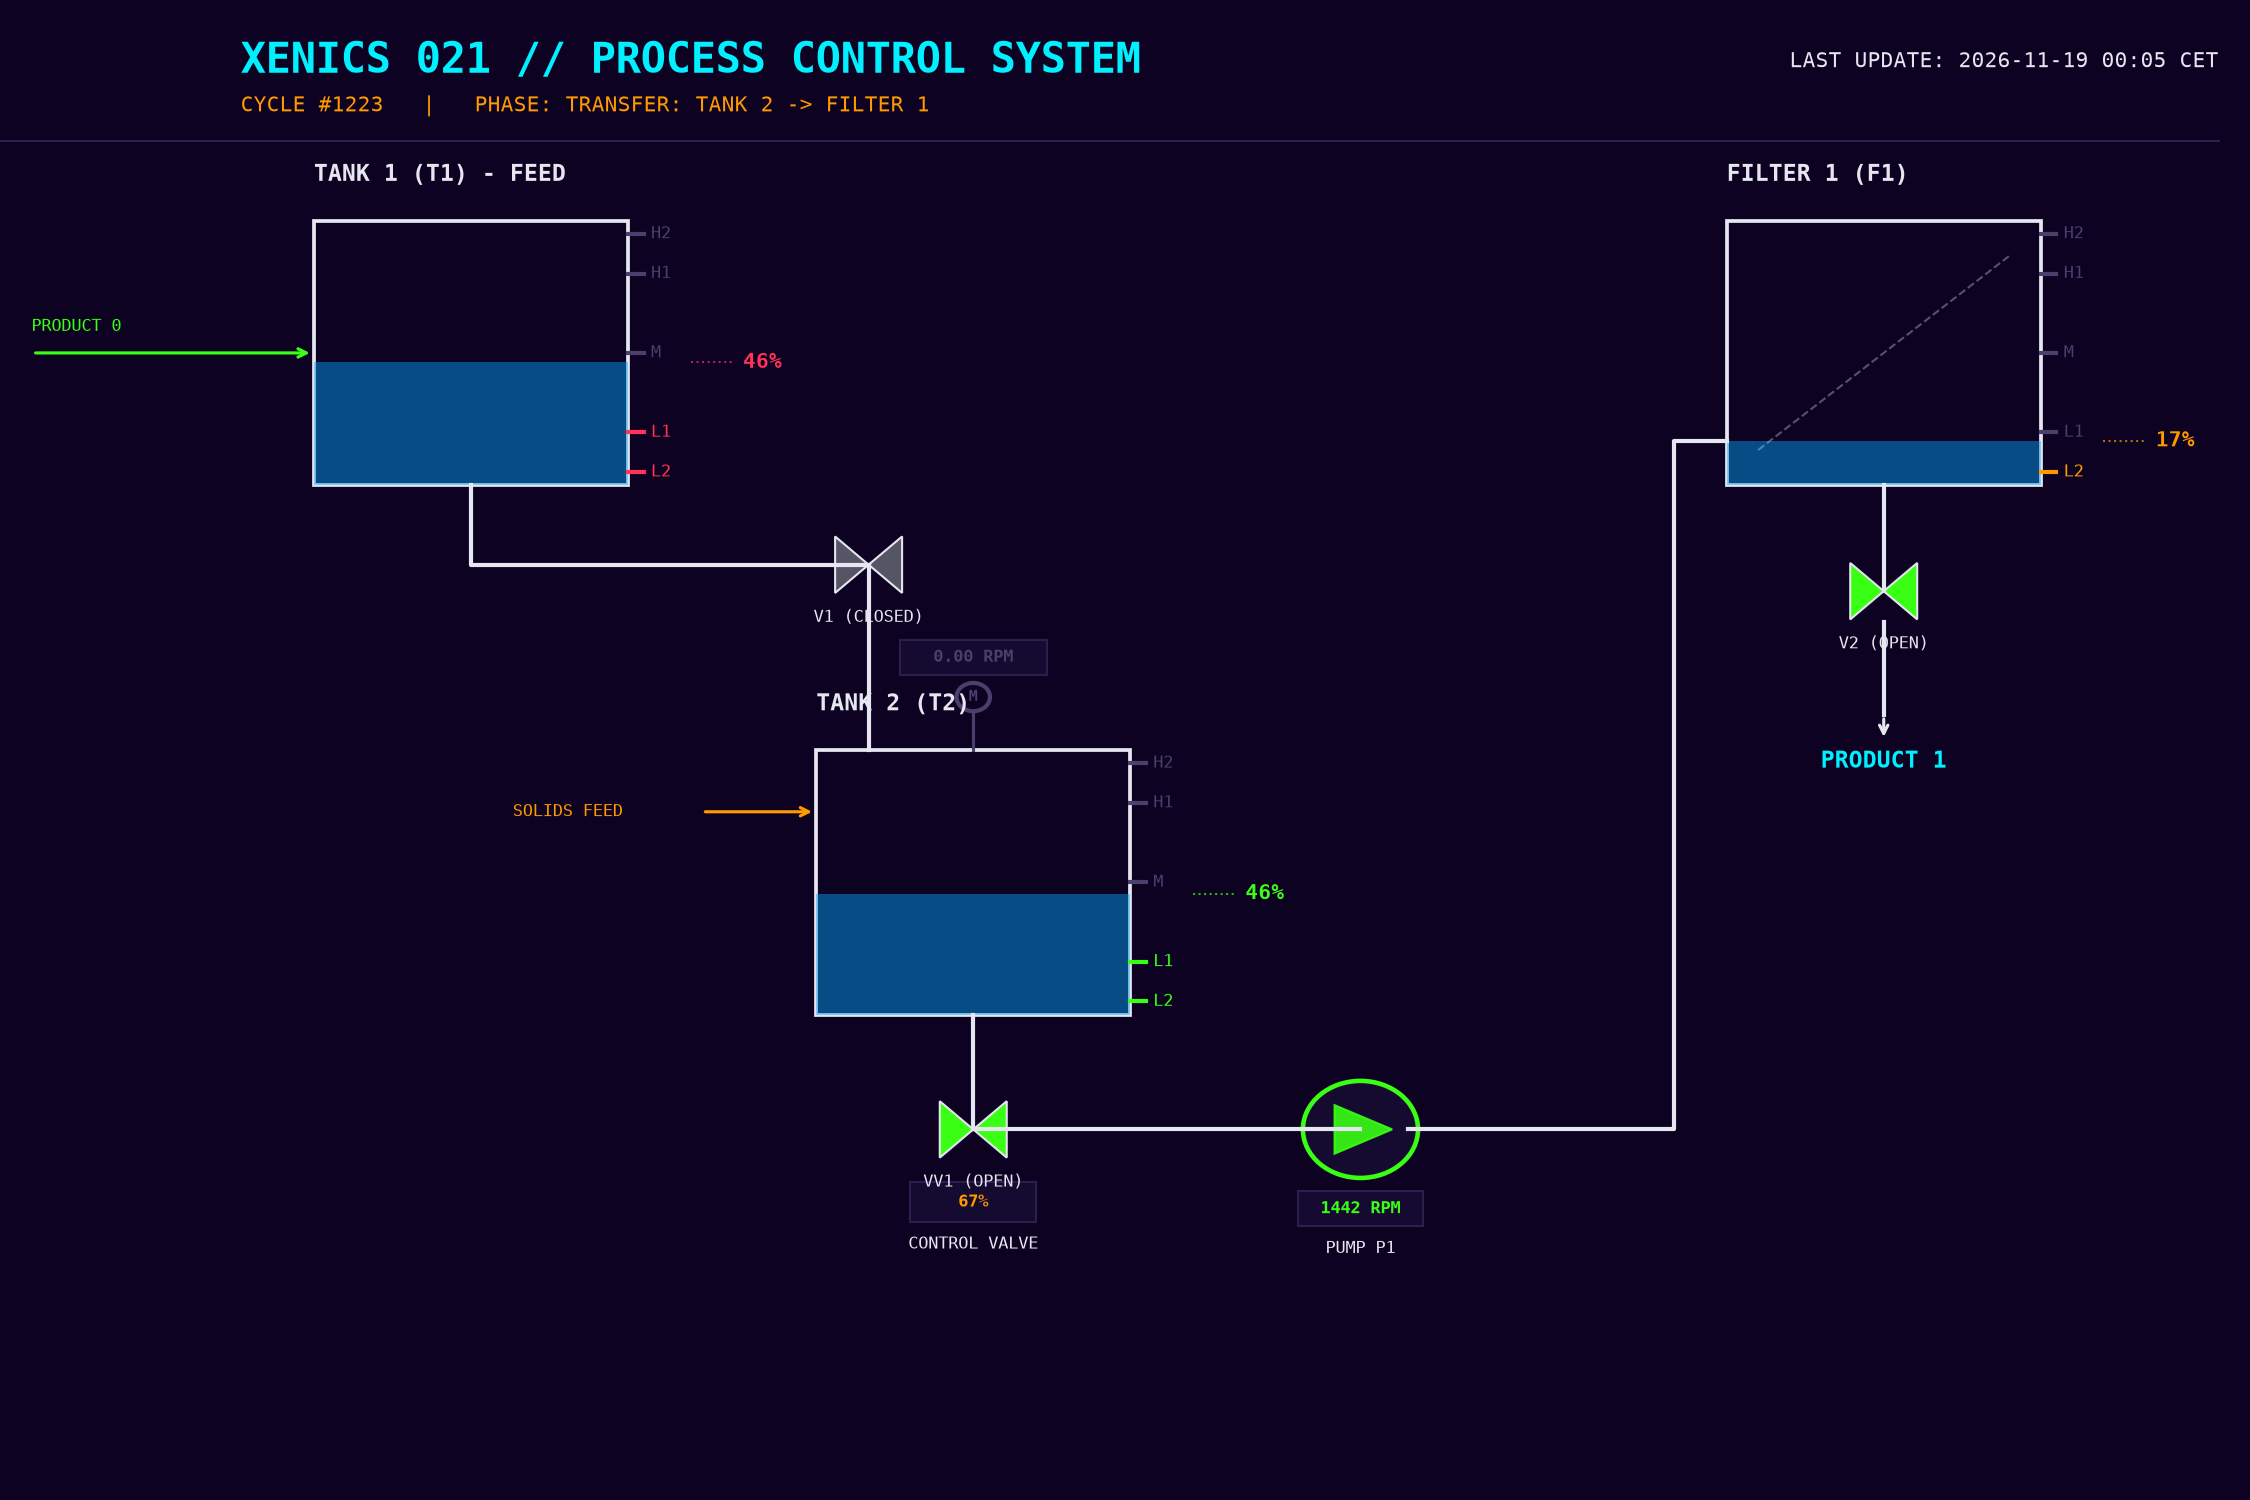 XENICS 021 // PROCESS CONTROL SYSTEM
LAST UPDATE: 2026-11-19 00:05 CET
CYCLE #1223 | PHASE: TRANSFER: TANK 2 -> FILTER 1
TANK 1 (T1) - FEED
H2
H1
PRODUCT 0
M
46%
L1
L2
FILTER 1 (F1)
H2
H1
M
L1
17%
L2
V1 (CLOSED)
V2 (OPEN)
PRODUCT 1
0.00 RPM
M
TANK 2 (T2)
H2
H1
SOLIDS FEED
M
46%
L1
L2
VV1 (OPEN)
67%
CONTROL VALVE
1442 RPM
PUMP P1